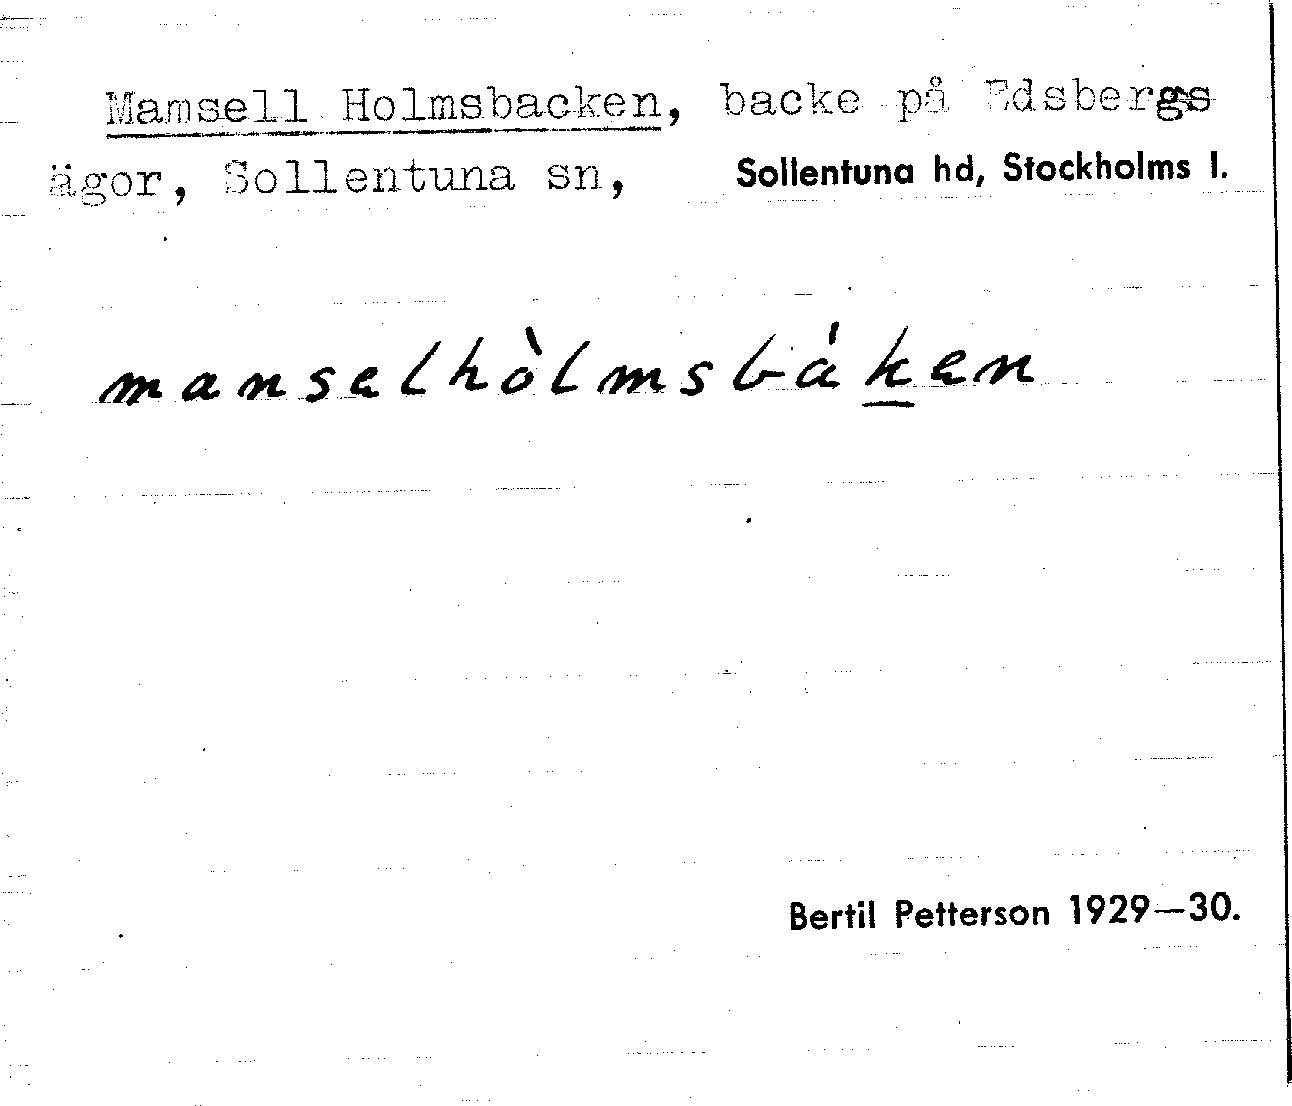 Mamsell Holmsbacken, backe på Edsbergs
ägor, Sollentuna sn, Sollentuna hd, Stockholms l.
manselhòlmsbáken
Bertil Petterson 1929—30.